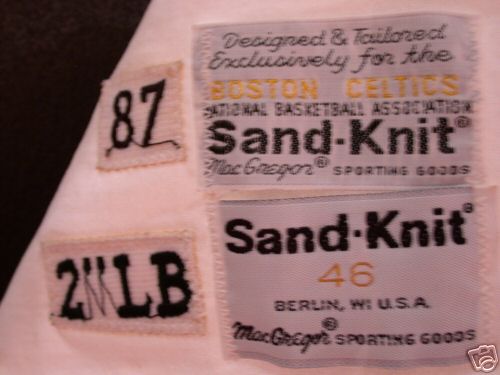 Designed & Tailored
Exclusively for the
BOSTON CELTICS
NATIONAL BASKETBALL ASSOCIATION
Sand·Knit®
MacGregor® SPORTING GOODS
87
Sand·Knit®
46
BERLIN, WI U.S.A.
MacGregor® SPORTING GOODS
2" LB